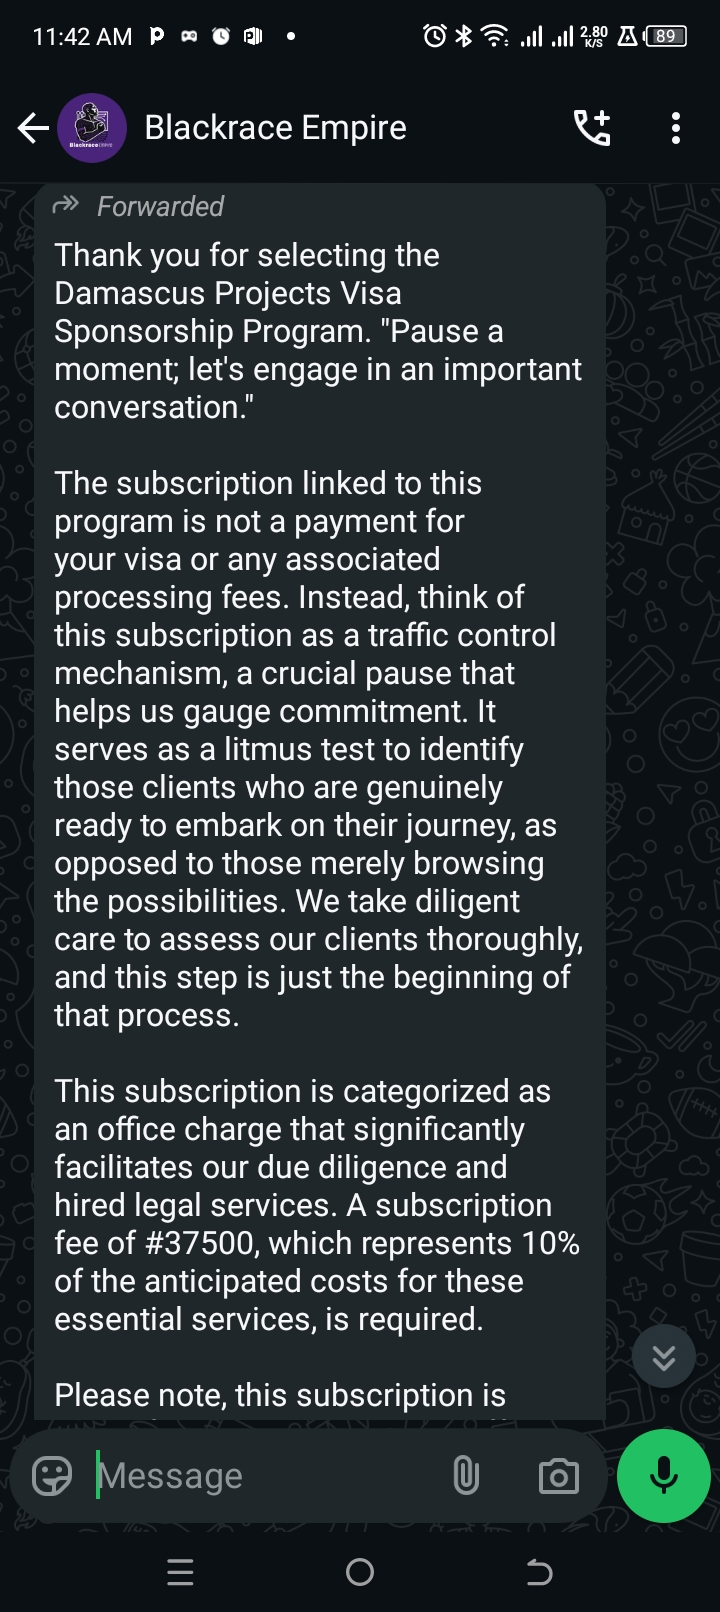 11:42 AM
2.80
K/S
89
Blackrace Empire
Forwarded
Thank you for selecting the
Damascus Projects Visa
Sponsorship Program. "Pause a
moment; let's engage in an important
conversation."
The subscription linked to this
program is not a payment for
your visa or any associated
processing fees. Instead, think of
this subscription as a traffic control
mechanism, a crucial pause that
helps us gauge commitment. It
serves as a litmus test to identify
those clients who are genuinely
ready to embark on their journey, as
opposed to those merely browsing
the possibilities. We take diligent
care to assess our clients thoroughly,
and this step is just the beginning of
that process.
This subscription is categorized as
an office charge that significantly
facilitates our due diligence and
hired legal services. A subscription
fee of #37500, which represents 10%
of the anticipated costs for these
essential services, is required.
Please note, this subscription is
Message